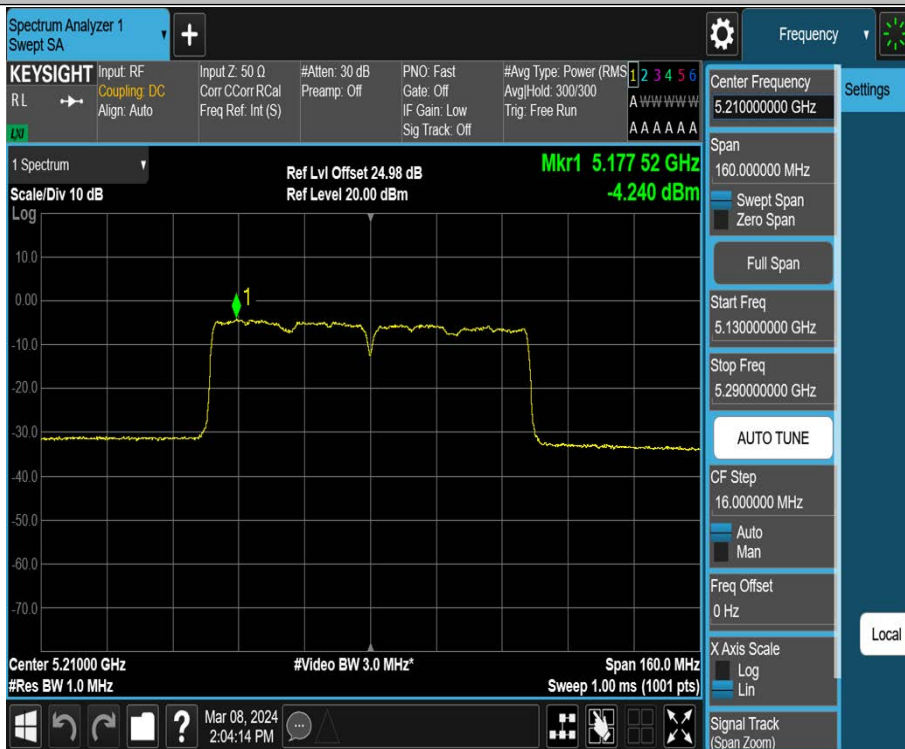 Spectrum Analyzer 1
Swept SA
Frequency
KEYSIGHT
RL
LXI
Input: RF
Coupling: DC
Align: Auto
Input Z: 50 Ω
Corr CCorr RCal
Freq Ref: Int (S)
#Atten: 30 dB
Preamp: Off
PNO: Fast
Gate: Off
IF Gain: Low
Sig Track: Off
#Avg Type: Power (RMS
Avg|Hold: 300/300
Trig: Free Run
1 2 3 4 5 6
A W W W W W
A A A A A A
1 Spectrum
Scale/Div 10 dB
Log
Ref Lvl Offset 24.98 dB
Ref Level 20.00 dBm
Mkr1 5.177 52 GHz
-4.240 dBm
10.0
0.00
-10.0
-20.0
-30.0
-40.0
-50.0
-60.0
-70.0
1
Center 5.21000 GHz
#Res BW 1.0 MHz
#Video BW 3.0 MHz*
Span 160.0 MHz
Sweep 1.00 ms (1001 pts)
Mar 08, 2024
2:04:14 PM
Center Frequency
5.210000000 GHz
Span
160.000000 MHz
Swept Span
Zero Span
Full Span
Start Freq
5.130000000 GHz
Stop Freq
5.290000000 GHz
AUTO TUNE
CF Step
16.000000 MHz
Auto
Man
Freq Offset
0 Hz
X Axis Scale
Log
Lin
Signal Track
(Span Zoom)
Settings
Local